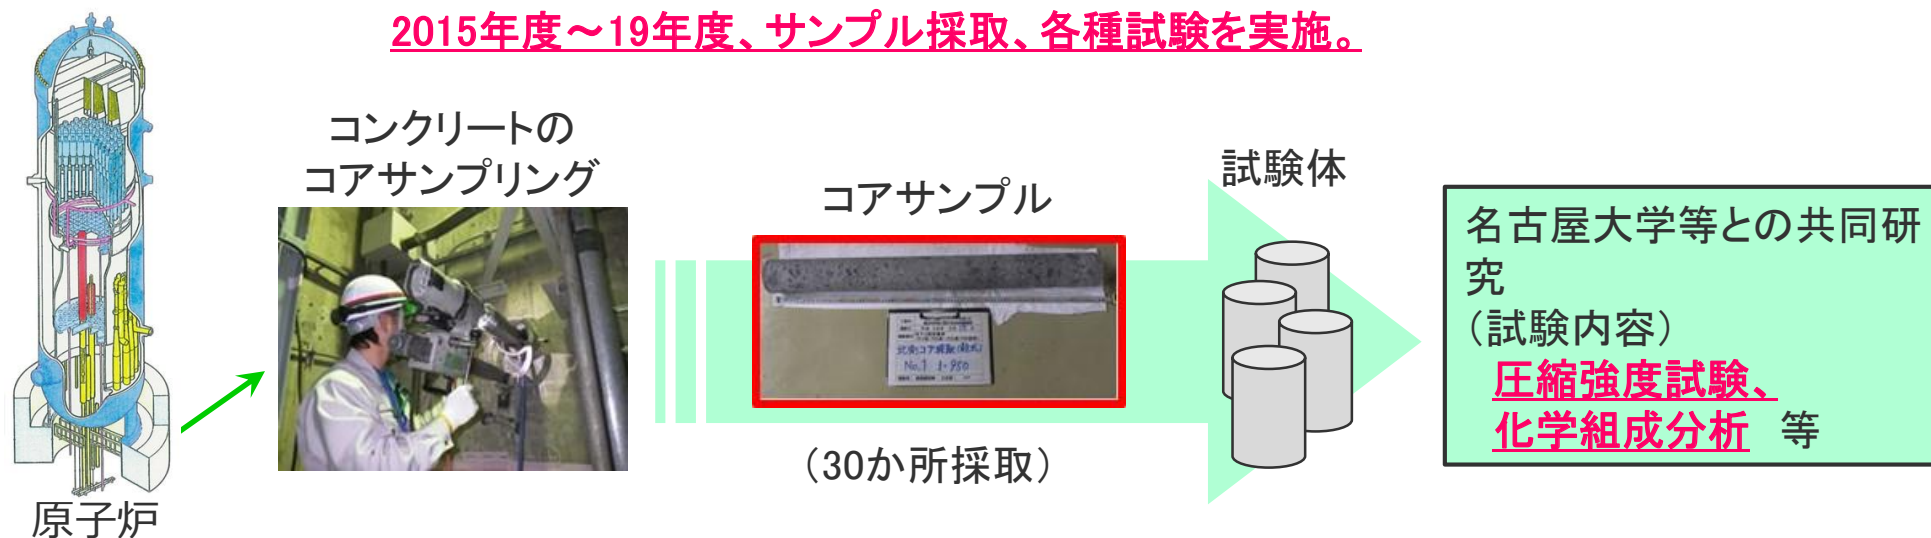 2015年度～19年度、サンプル採取、各種試験を実施。
コンクリートの
コアサンプリング
コアサンプル
試験体
名古屋大学等との共同研
究
（試験内容）
圧縮強度試験、
化学組成分析　等
No.1 1-950
（30か所採取）
原子炉